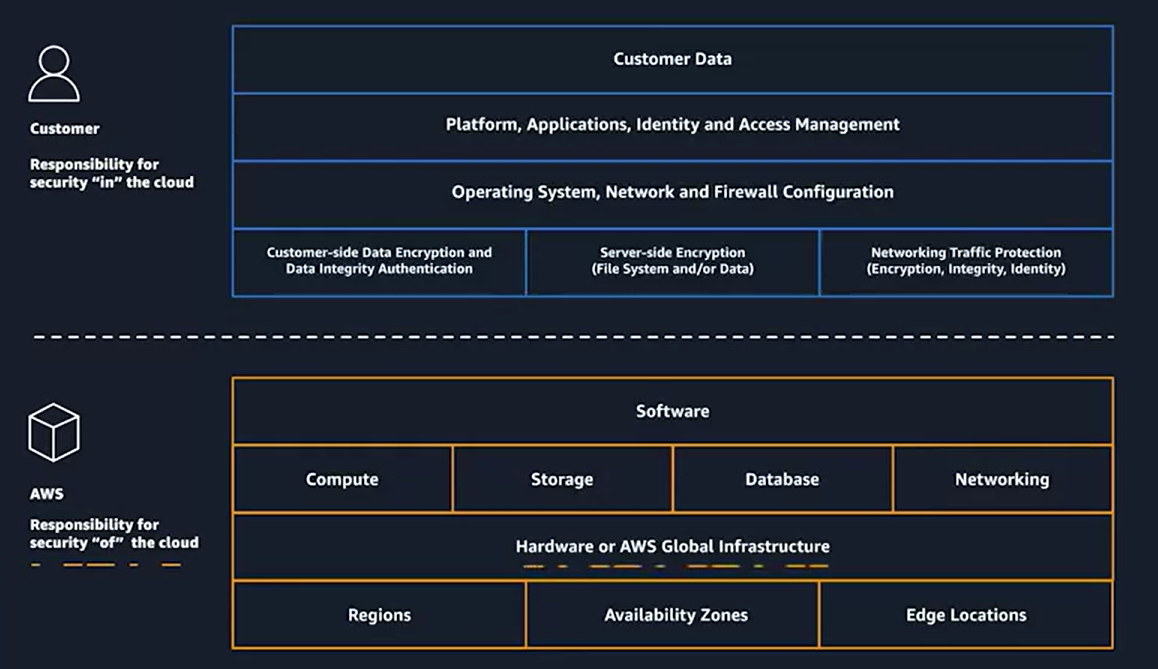 Customer
Responsibility for
security “in” the cloud
Customer Data
Platform, Applications, Identity and Access Management
Operating System, Network and Firewall Configuration
Customer-side Data Encryption and
Data Integrity Authentication
Server-side Encryption
(File System and/or Data)
Networking Traffic Protection
(Encryption, Integrity, Identity)
AWS
Responsibility for
security “of” the cloud
Software
Compute
Storage
Database
Networking
Hardware or AWS Global Infrastructure
Regions
Availability Zones
Edge Locations